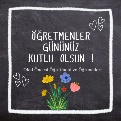 ÖĞRETMENLER
GÜNÜNÜZ
KUTLU OLSUN !